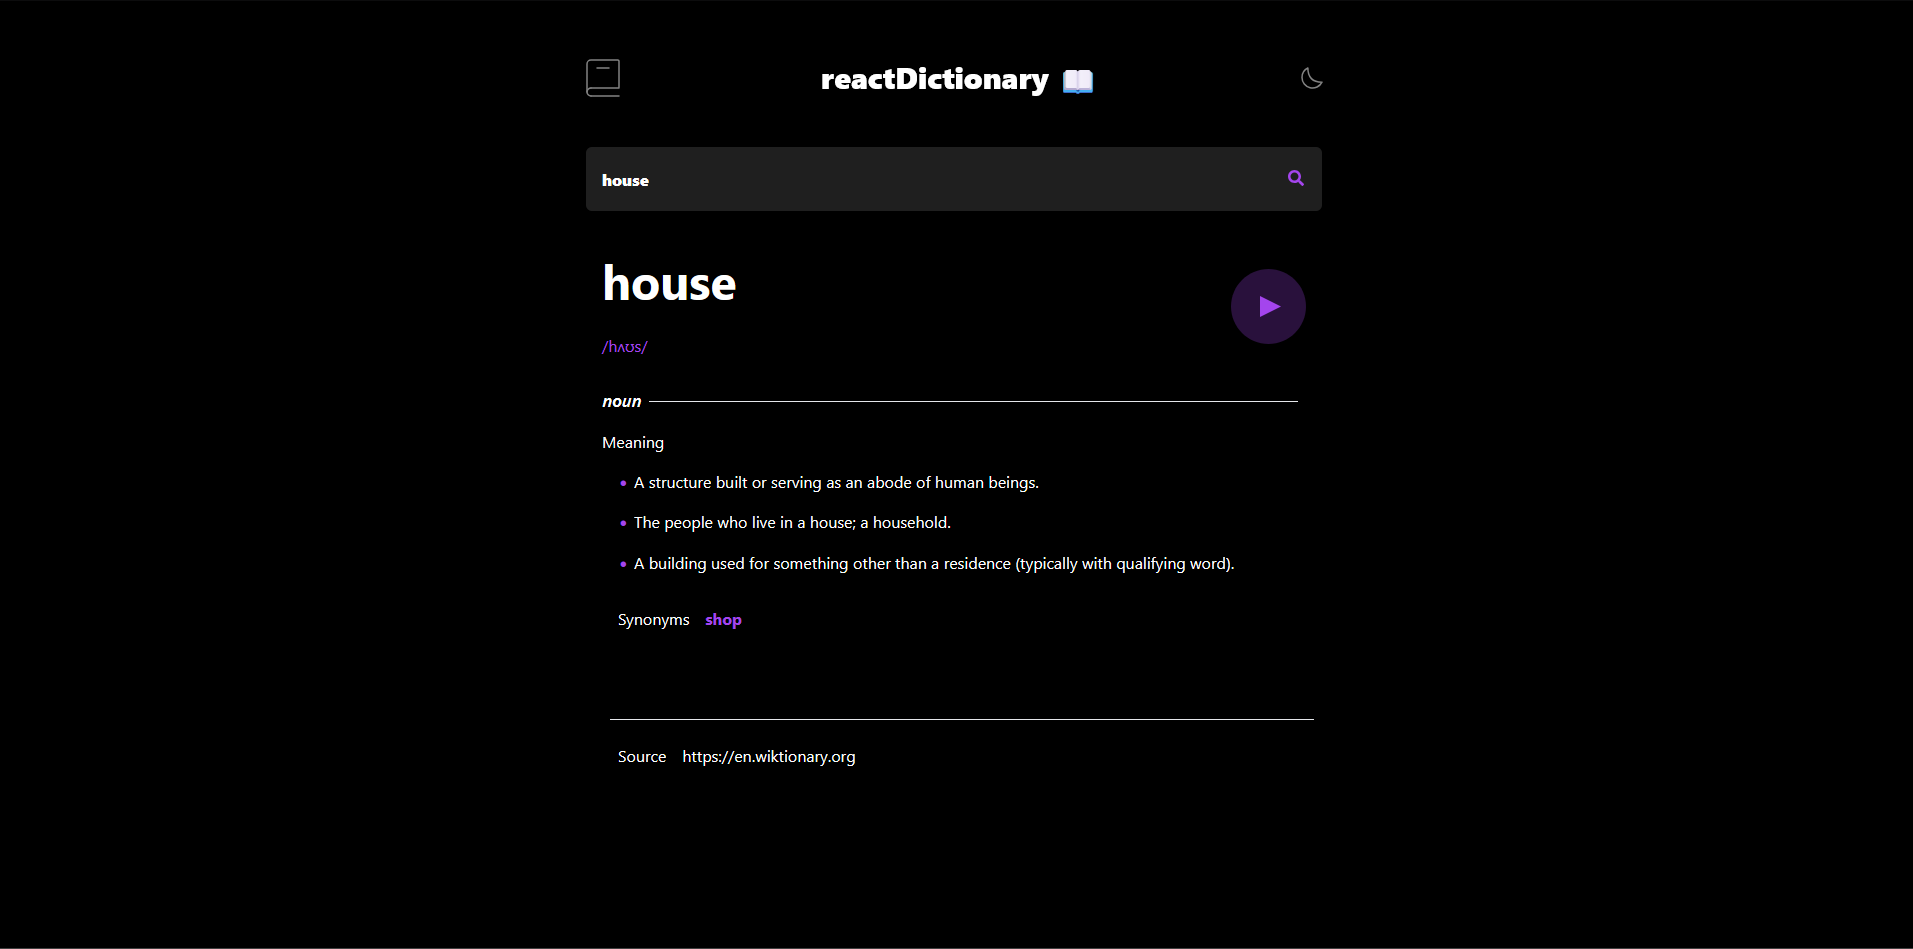 reactDictionary 📖
house
house
/hʌʊs/
noun
Meaning
• A structure built or serving as an abode of human beings.
• The people who live in a house; a household.
• A building used for something other than a residence (typically with qualifying word).
Synonyms shop
Source https://en.wiktionary.org